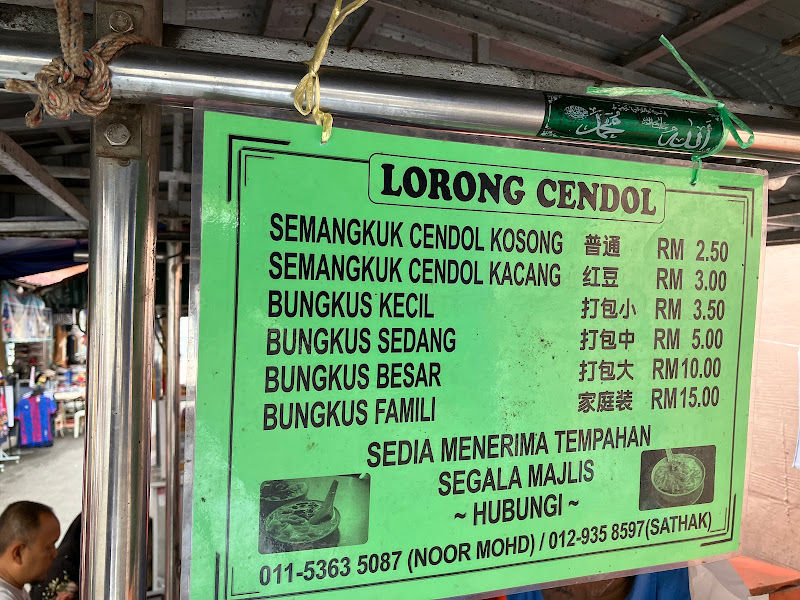 الله محمد
LORONG CENDOL
SEMANGKUK CENDOL KOSONG 普通 RM 2.50
SEMANGKUK CENDOL KACANG 红豆 RM 3.00
BUNGKUS KECIL 打包小 RM 3.50
BUNGKUS SEDANG 打包中 RM 5.00
BUNGKUS BESAR 打包大 RM10.00
BUNGKUS FAMILI 家庭装 RM15.00
SEDIA MENERIMA TEMPAHAN
SEGALA MAJLIS
~ HUBUNGI ~
011-5363 5087 (NOOR MOHD) / 012-935 8597(SATHAK)